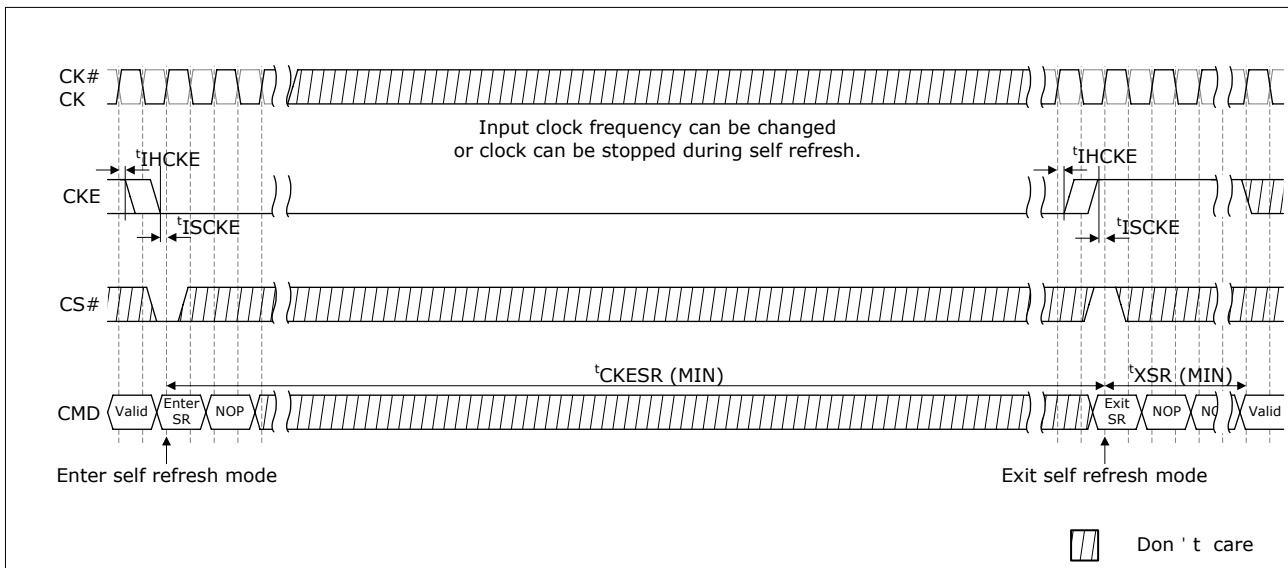 CK#
CK
Input clock frequency can be changed
or clock can be stopped during self refresh.
tIHCKE
tIHCKE
CKE
tISCKE
tISCKE
CS#
tCKESR (MIN)
tXSR (MIN)
CMD
Valid
Enter
SR
NOP
Exit
SR
NOP
Valid
Enter self refresh mode
Exit self refresh mode
Don ' t care